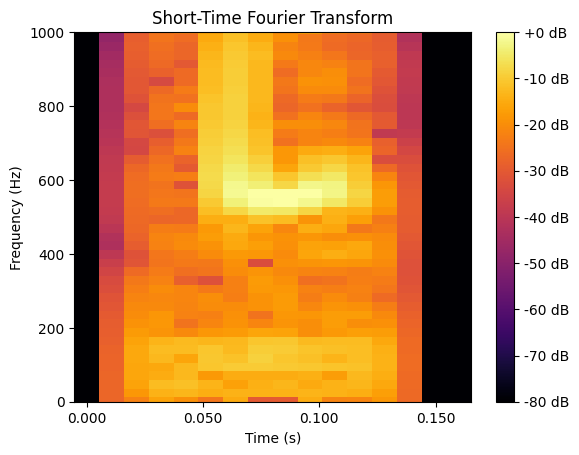 Short-Time Fourier Transform
1000
800
600
400
200
0
Frequency (Hz)
0.000
0.050
0.100
0.150
Time (s)
+0 dB
-10 dB
-20 dB
-30 dB
-40 dB
-50 dB
-60 dB
-70 dB
-80 dB